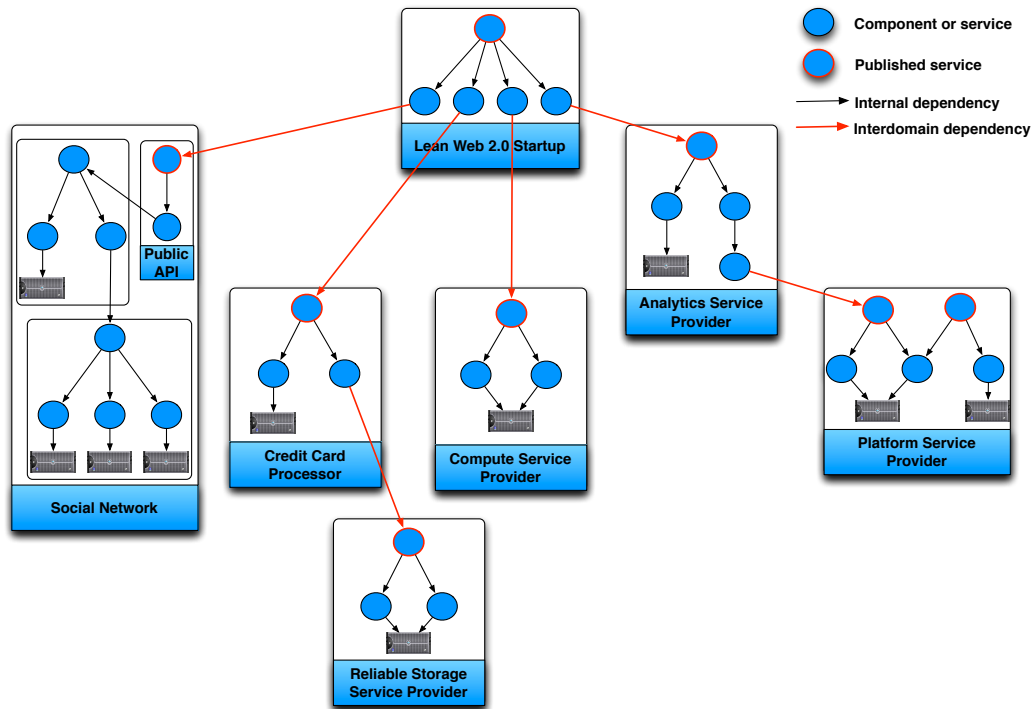 Component or service
Published service
Internal dependency
Interdomain dependency
Lean Web 2.0 Startup
Public
API
Social Network
Credit Card
Processor
Compute Service
Provider
Analytics Service
Provider
Platform Service
Provider
Reliable Storage
Service Provider